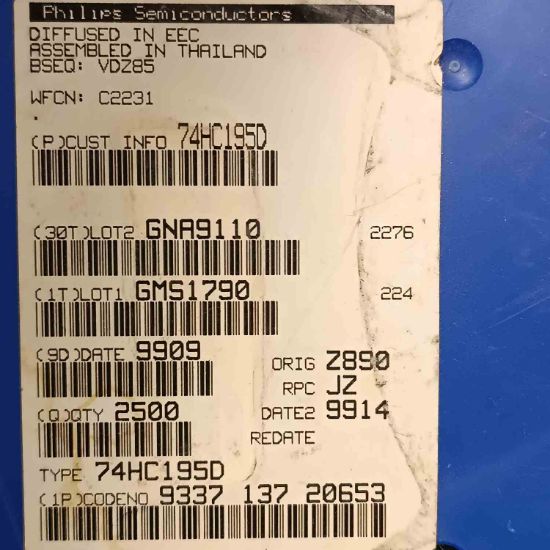 Philips Semiconductors
DIFFUSED IN EEC
ASSEMBLED IN THAILAND
BSEQ: VDZ85
WFCN: C2231
.
(P)CUST INFO 74HC195D
(30T)LOT2 GNA9110 2276
(1T)LOT1 GMS1790 224
(9D)DATE 9909
ORIG Z890
RPC JZ
(Q)QTY 2500 DATE2 9914
REDATE
TYPE 74HC195D
(1P)CODENO 9337 137 20653